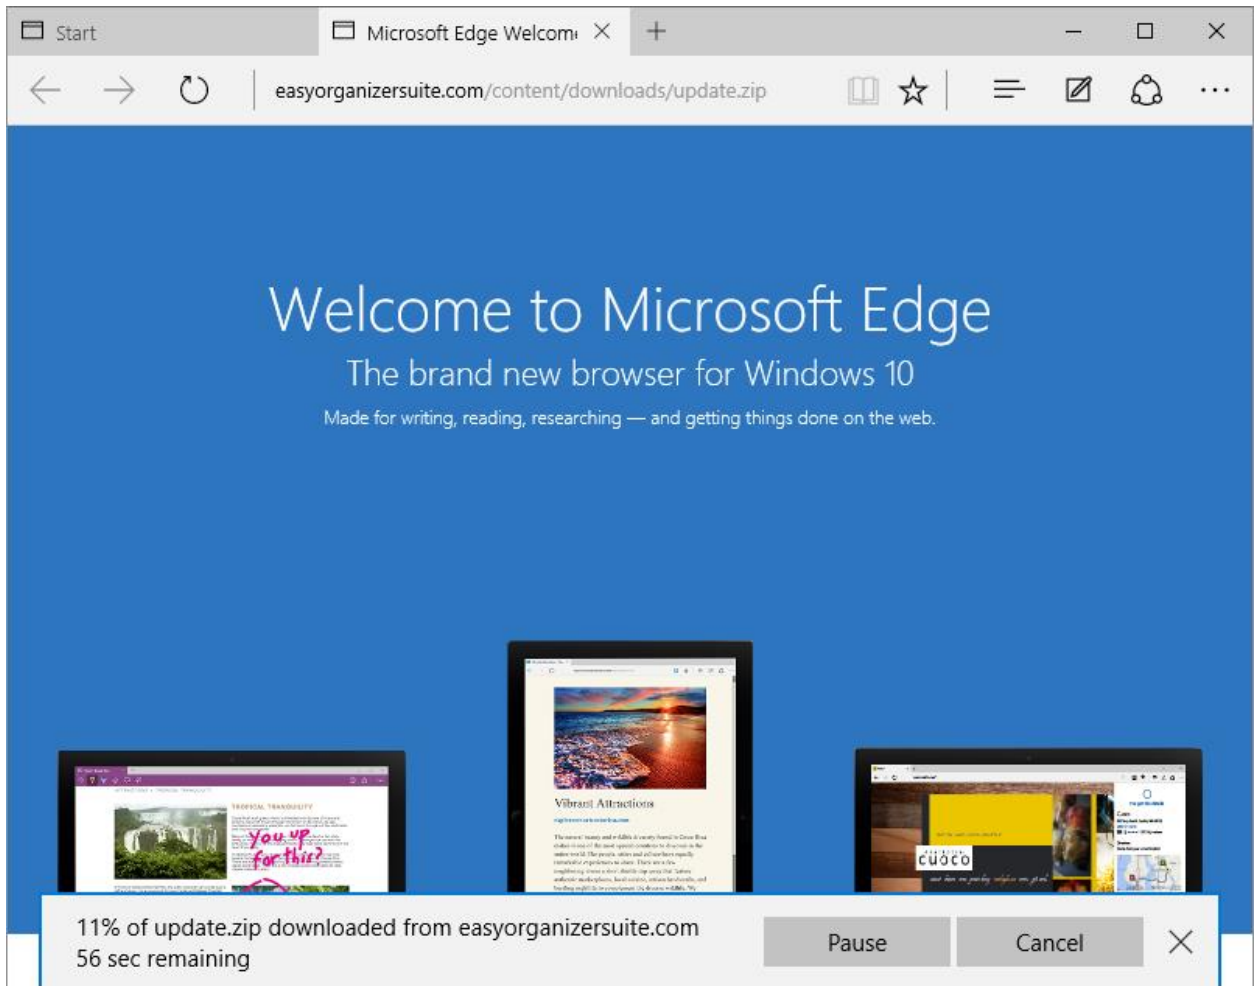 Start
Microsoft Edge Welcom
easyorganizersuite.com/content/downloads/update.zip
Welcome to Microsoft Edge
The brand new browser for Windows 10
Made for writing, reading, researching — and getting things done on the web.
TROPICAL TRANQUILITY
You up
for this?
Vibrant Attractions
CUOCO
11% of update.zip downloaded from easyorganizersuite.com
56 sec remaining
Pause
Cancel